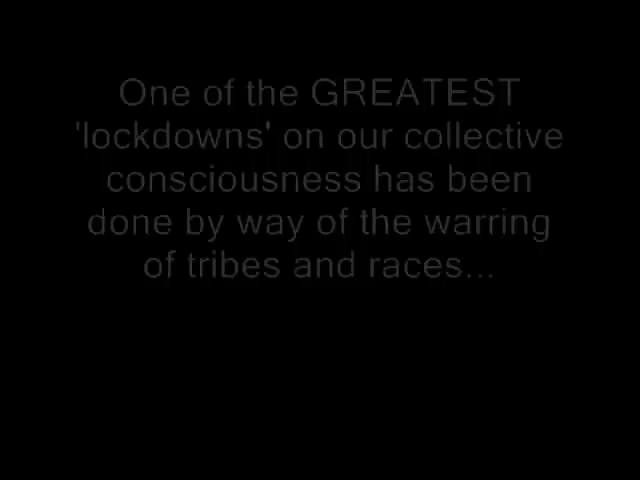 One of the GREATEST
'lockdowns' on our collective
consciousness has been
done by way of the warring
of tribes and races...